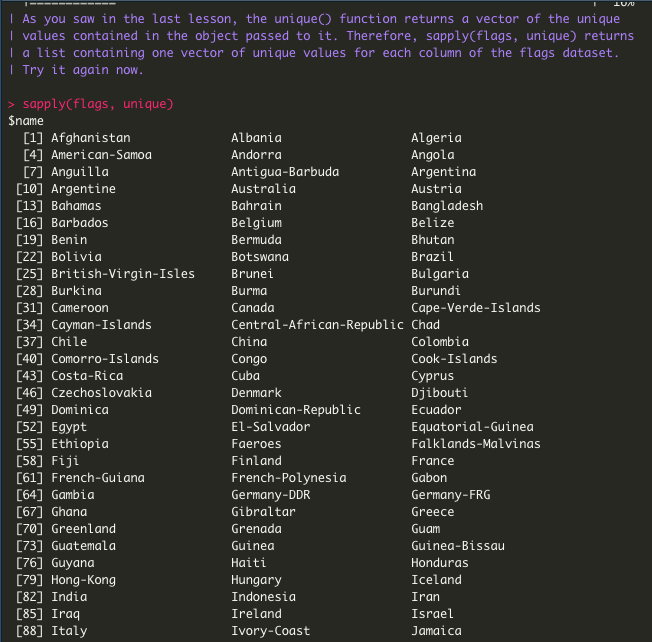 |============ | 10%
| As you saw in the last lesson, the unique() function returns a vector of the unique
| values contained in the object passed to it. Therefore, sapply(flags, unique) returns
| a list containing one vector of unique values for each column of the flags dataset.
| Try it again now.
> sapply(flags, unique)
$name
[1] Afghanistan Albania Algeria
[4] American-Samoa Andorra Angola
[7] Anguilla Antigua-Barbuda Argentina
[10] Argentine Australia Austria
[13] Bahamas Bahrain Bangladesh
[16] Barbados Belgium Belize
[19] Benin Bermuda Bhutan
[22] Bolivia Botswana Brazil
[25] British-Virgin-Isles Brunei Bulgaria
[28] Burkina Burma Burundi
[31] Cameroon Canada Cape-Verde-Islands
[34] Cayman-Islands Central-African-Republic Chad
[37] Chile China Colombia
[40] Comorro-Islands Congo Cook-Islands
[43] Costa-Rica Cuba Cyprus
[46] Czechoslovakia Denmark Djibouti
[49] Dominica Dominican-Republic Ecuador
[52] Egypt El-Salvador Equatorial-Guinea
[55] Ethiopia Faeroes Falklands-Malvinas
[58] Fiji Finland France
[61] French-Guiana French-Polynesia Gabon
[64] Gambia Germany-DDR Germany-FRG
[67] Ghana Gibraltar Greece
[70] Greenland Grenada Guam
[73] Guatemala Guinea Guinea-Bissau
[76] Guyana Haiti Honduras
[79] Hong-Kong Hungary Iceland
[82] India Indonesia Iran
[85] Iraq Ireland Israel
[88] Italy Ivory-Coast Jamaica